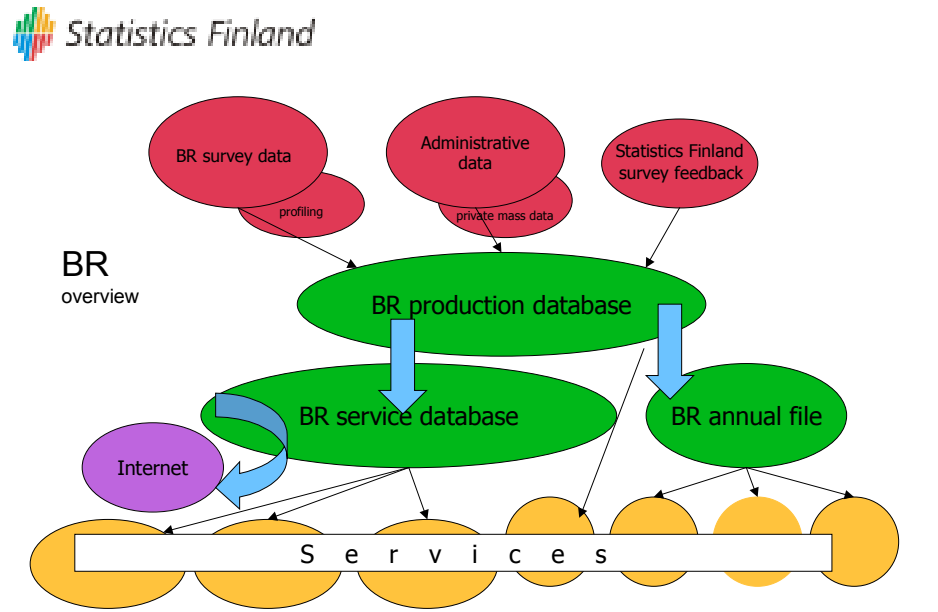 Statistics Finland
BR survey data
profiling
Administrative
data
private mass data
Statistics Finland
survey feedback
BR
overview
BR production database
BR service database
BR annual file
Internet
S e r v i c e s